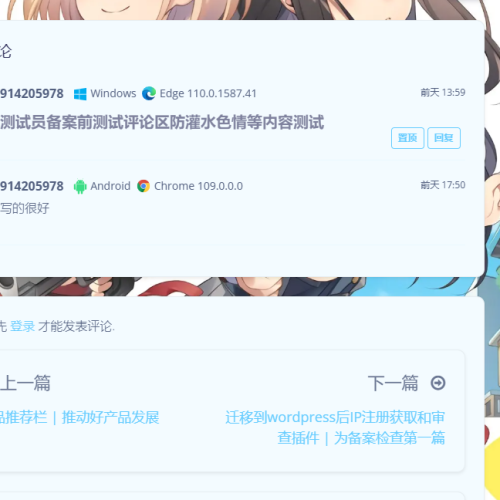 论
914205978 Windows Edge 110.0.1587.41 前天 13:59
测试员备案前测试评论区防灌水色情等内容测试
置顶 回复
914205978 Android Chrome 109.0.0.0 前天 17:50
写的很好
先 登录 才能发表评论.
上一篇
品推荐栏 | 推动好产品发展
下一篇
迁移到wordpress后IP注册获取和审
查插件 | 为备案检查第一篇